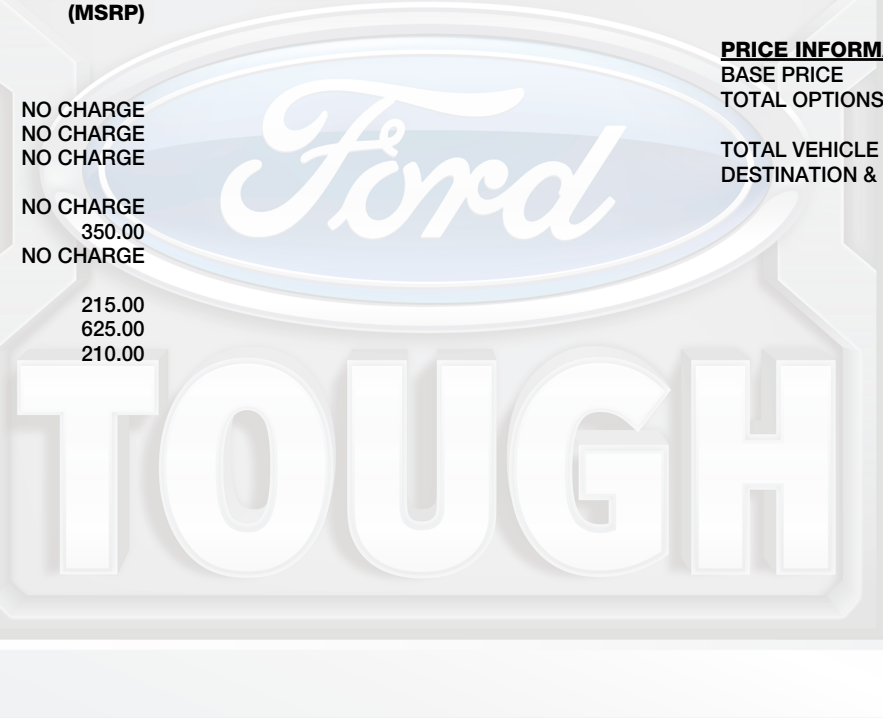 (MSRP)
NO CHARGE
NO CHARGE
NO CHARGE
NO CHARGE
350.00
NO CHARGE
215.00
625.00
210.00
PRICE INFORMA
BASE PRICE
TOTAL OPTIONS
TOTAL VEHICLE
DESTINATION &
Ford
TOUGH